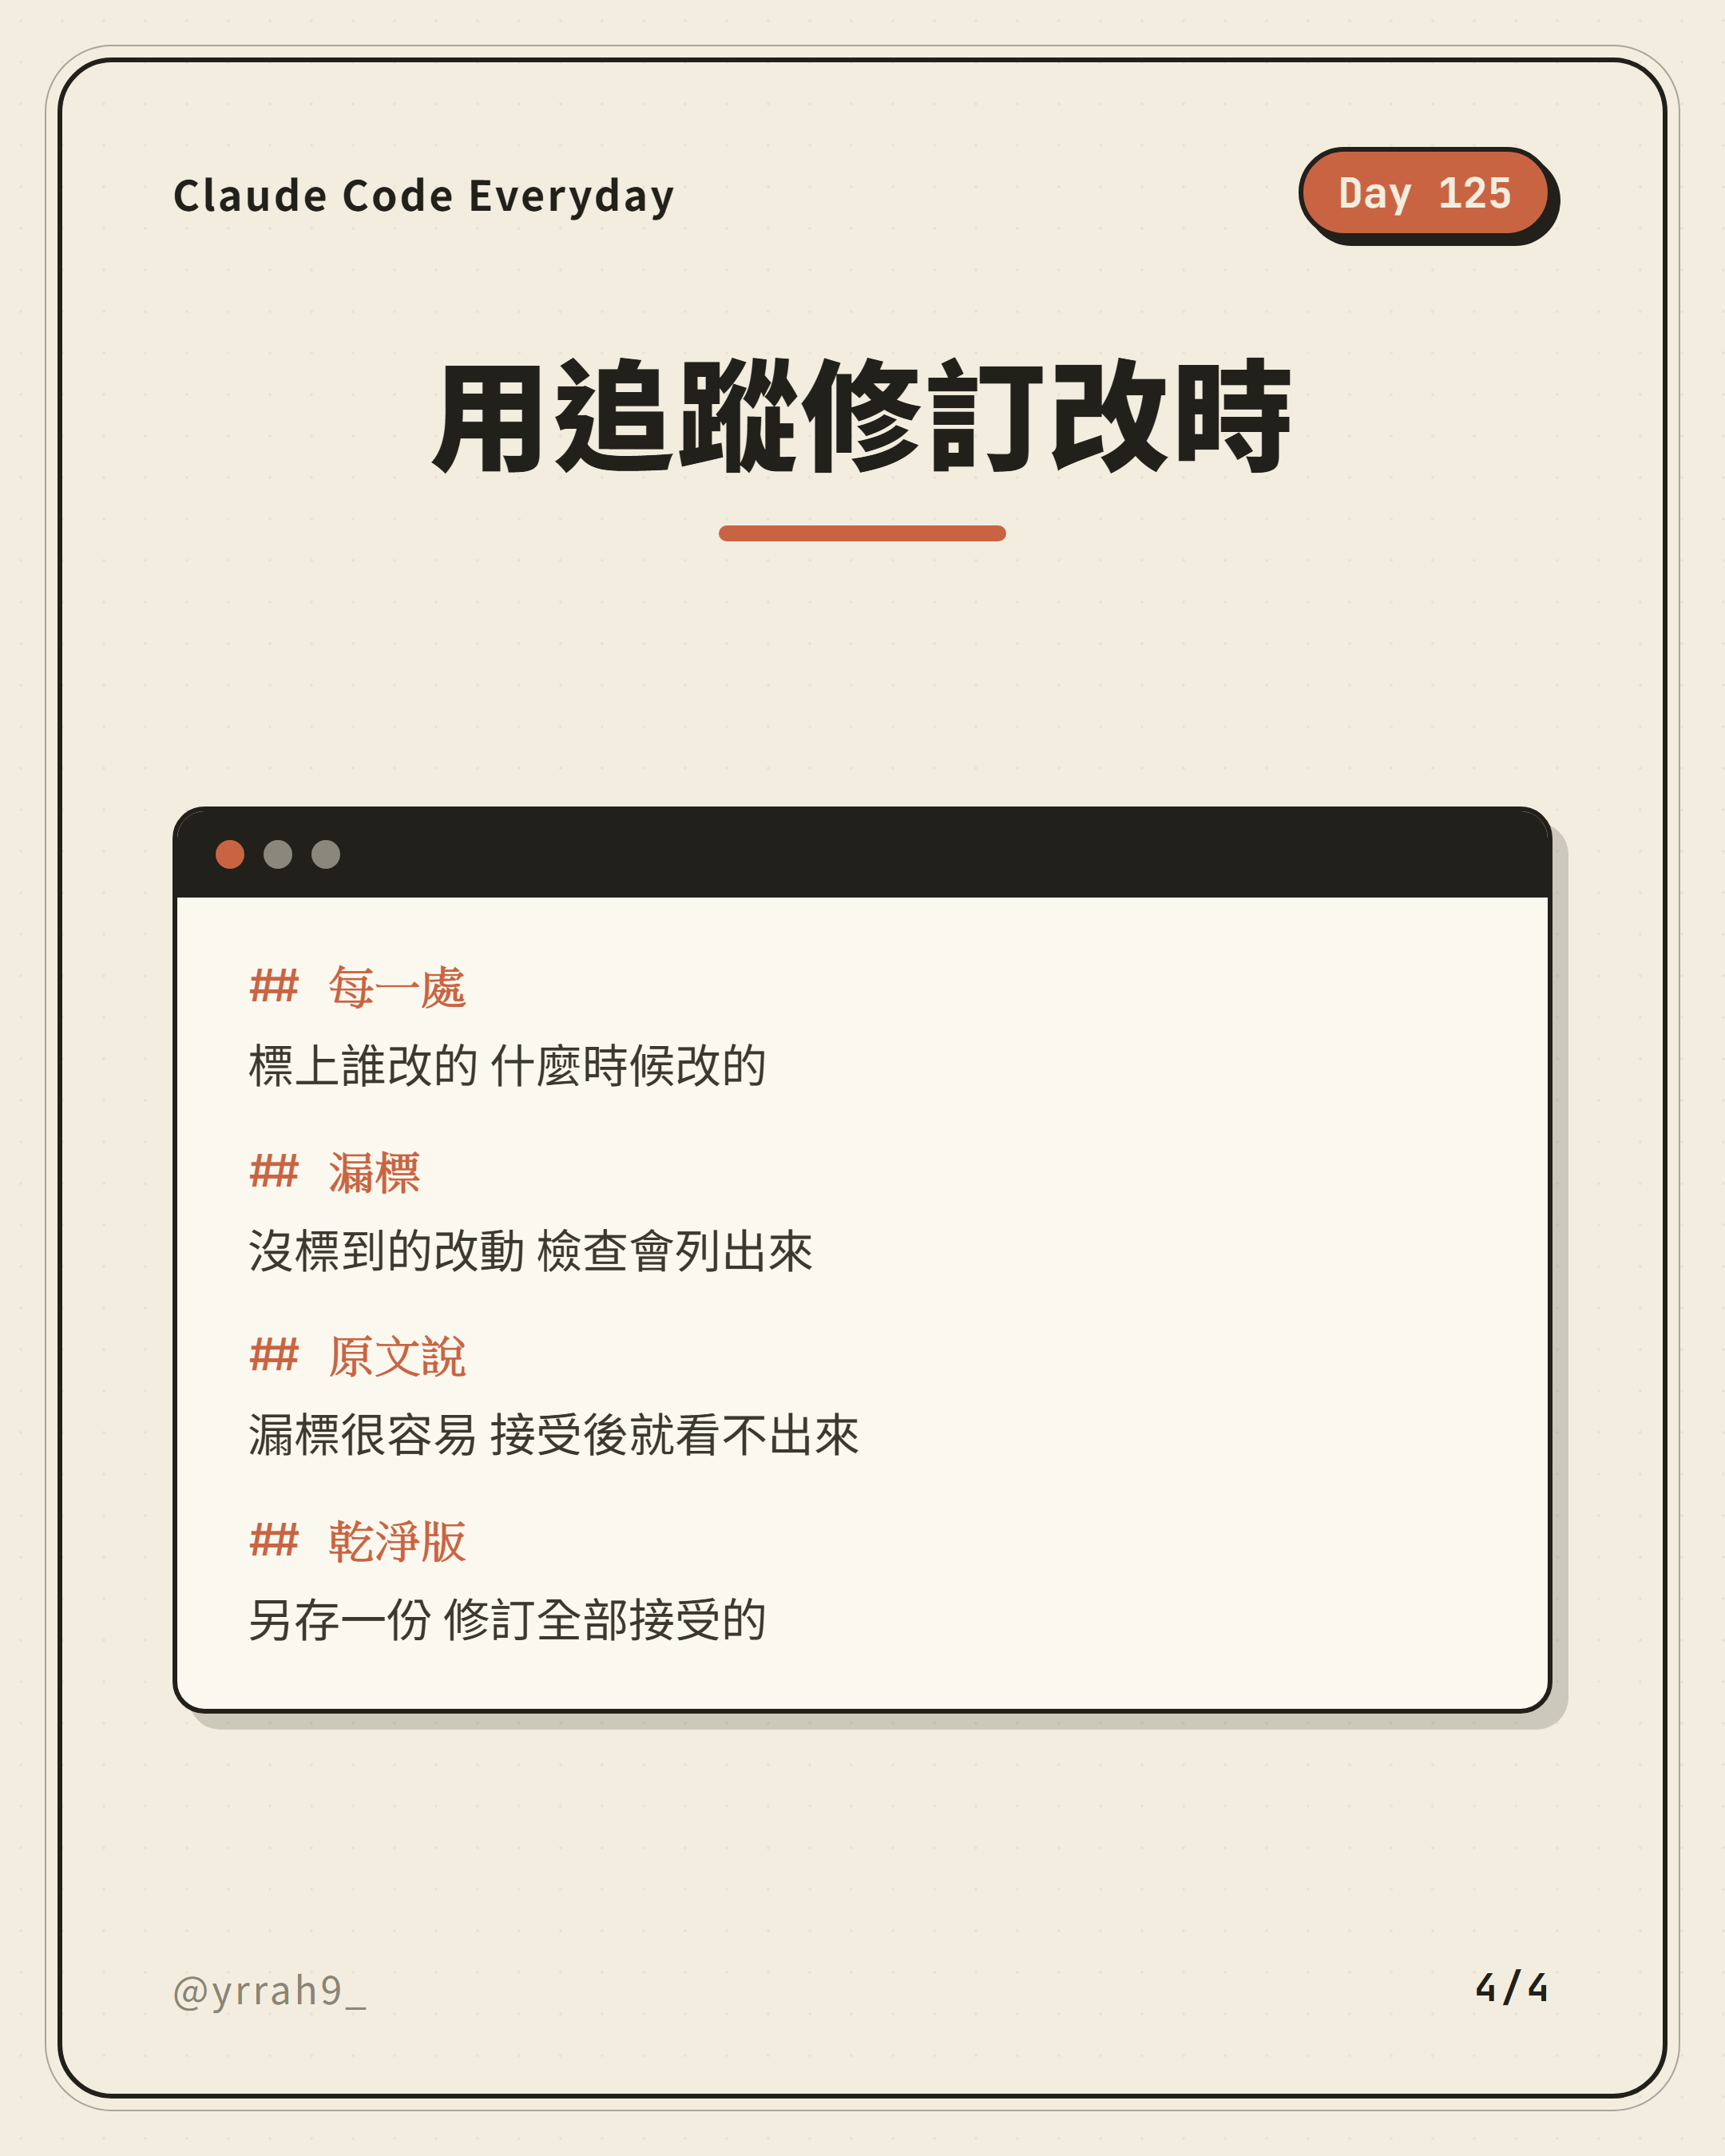 Claude Code Everyday
Day 125
用追蹤修訂改時
## 每一處
標上誰改的 什麼時候改的
## 漏標
沒標到的改動 檢查會列出來
## 原文說
漏標很容易 接受後就看不出來
## 乾淨版
另存一份 修訂全部接受的
@yrrah9_
4/4